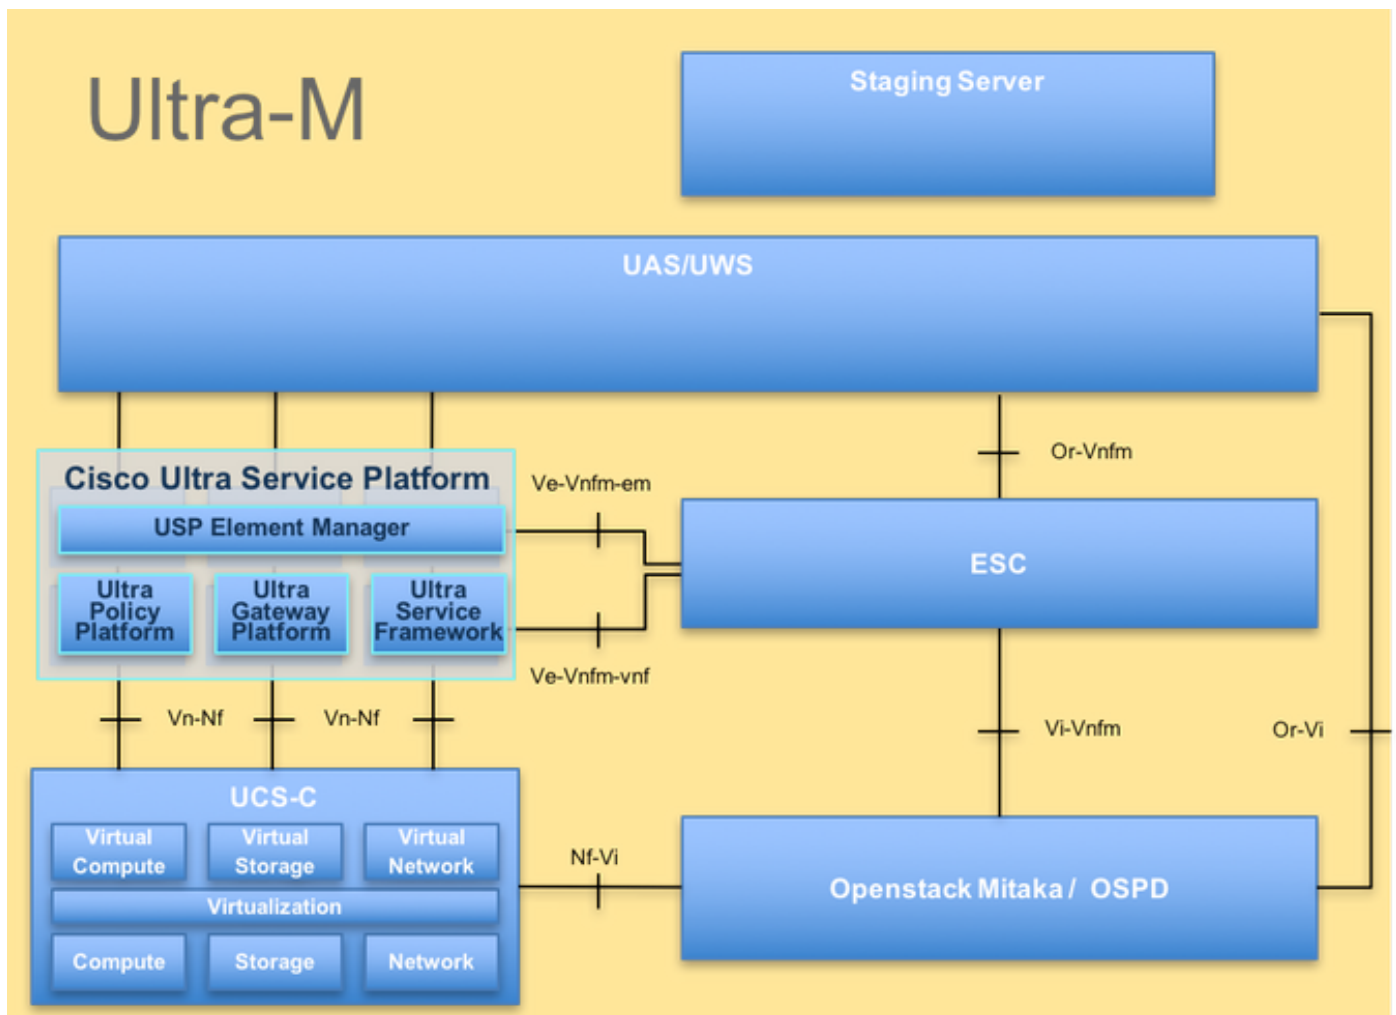 Ultra-M
Staging Server
UAS/UWS
Or-Vnfm
Cisco Ultra Service Platform
Ve-Vnfm-em
USP Element Manager
ESC
Ultra
Policy
Platform
Ultra
Gateway
Platform
Ultra
Service
Framework
Ve-Vnfm-vnf
Vn-Nf
Vn-Nf
Vi-Vnfm
Or-Vi
UCS-C
Virtual
Compute
Virtual
Storage
Virtual
Network
Nf-Vi
Openstack Mitaka / OSPD
Virtualization
Compute
Storage
Network